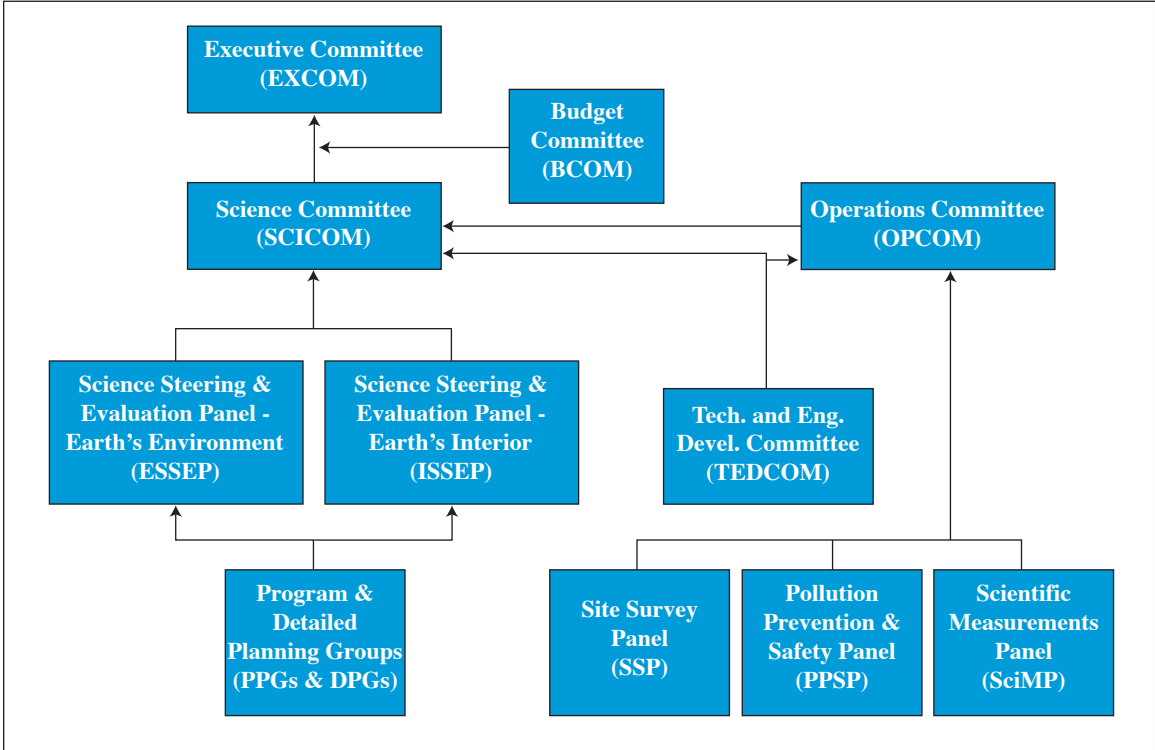 Executive Committee
(EXCOM)
Budget
Committee
(BCOM)
Science Committee
(SCICOM)
Operations Committee
(OPCOM)
Science Steering &
Evaluation Panel -
Earth’s Environment
(ESSEP)
Science Steering &
Evaluation Panel -
Earth’s Interior
(ISSEP)
Tech. and Eng.
Devel. Committee
(TEDCOM)
Program &
Detailed
Planning Groups
(PPGs & DPGs)
Site Survey
Panel
(SSP)
Pollution
Prevention &
Safety Panel
(PPSP)
Scientific
Measurements
Panel
(SciMP)